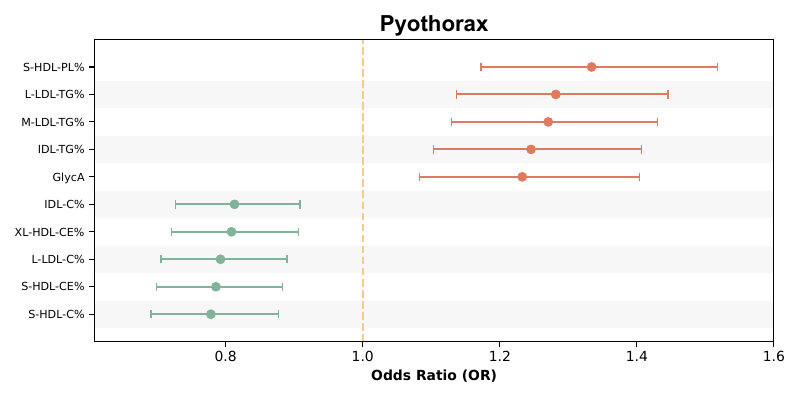 Pyothorax
S-HDL-PL%
L-LDL-TG%
M-LDL-TG%
IDL-TG%
GlycA
IDL-C%
XL-HDL-CE%
L-LDL-C%
S-HDL-CE%
S-HDL-C%
0.8 1.0 1.2 1.4 1.6
Odds Ratio (OR)